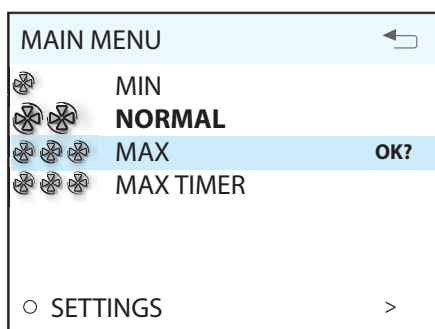 MAIN MENU
MIN
NORMAL
MAX OK?
MAX TIMER
SETTINGS >